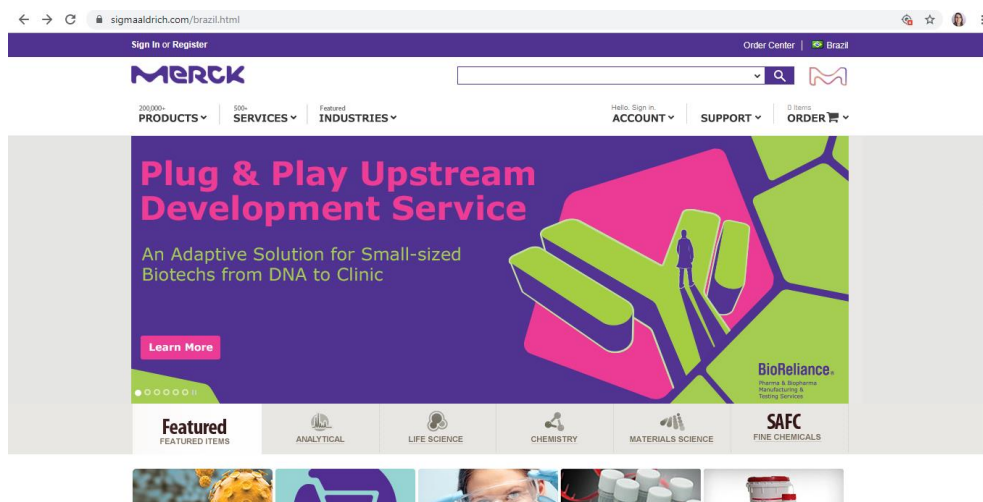 sigmaaldrich.com/brazil.html
Sign In or Register
Order Center | Brazil
MERCK
200,000+
PRODUCTS
500+
SERVICES
Featured
INDUSTRIES
Hello. Sign in.
ACCOUNT
SUPPORT
0 items
ORDER
Plug & Play Upstream
Development Service
An Adaptive Solution for Small-sized
Biotechs from DNA to Clinic
Learn More
BioReliance®
Pharma & Biopharma
Manufacturing &
Testing Services
Featured
FEATURED ITEMS
ANALYTICAL
LIFE SCIENCE
CHEMISTRY
MATERIALS SCIENCE
SAFC
FINE CHEMICALS